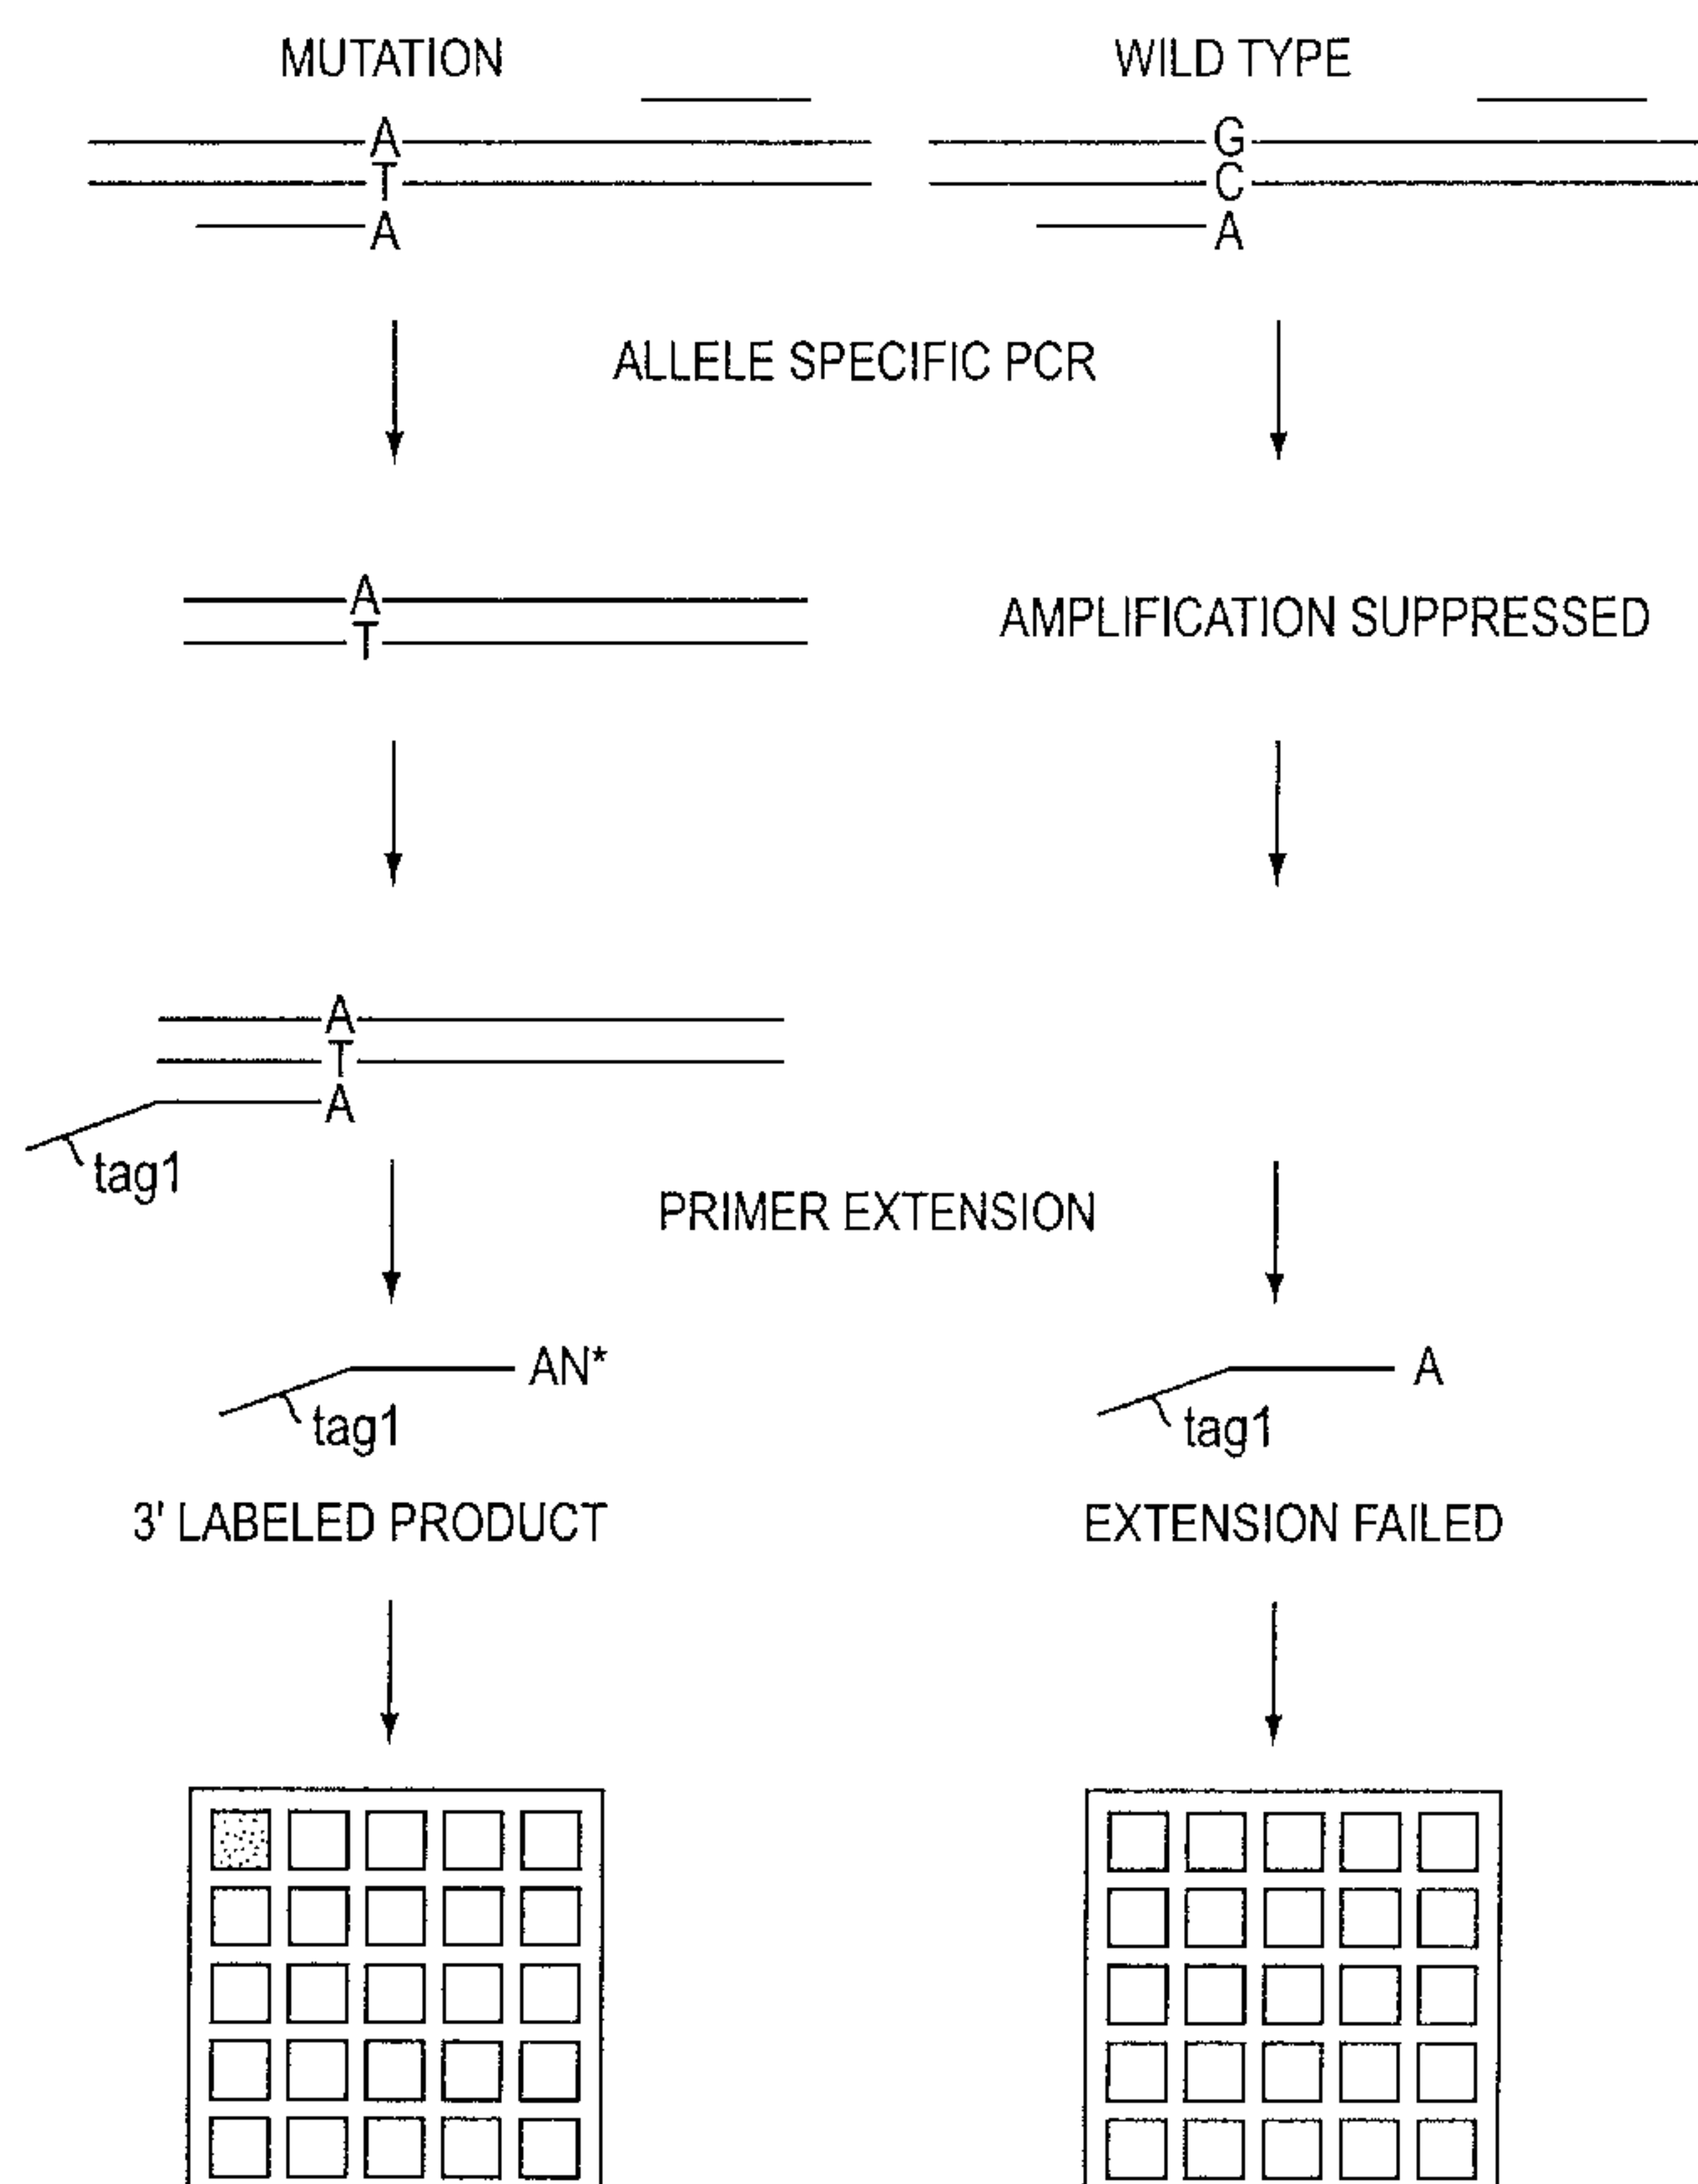 MUTATION
WILD TYPE
A
G
T
C
A
A
ALLELE SPECIFIC PCR
A
T
AMPLIFICATION SUPPRESSED
A
T
A
tag1
PRIMER EXTENSION
AN*
A
tag1
tag1
3' LABELED PRODUCT
EXTENSION FAILED